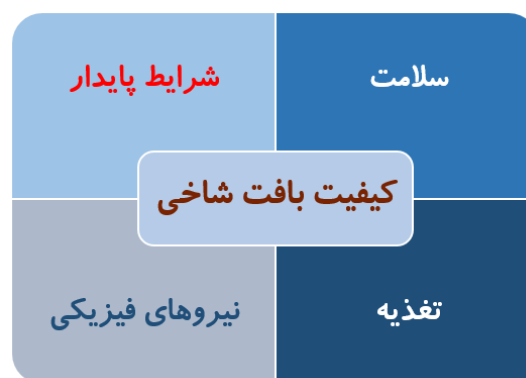 سلامت
شرایط پایدار
کیفیت بافت شاخی
تغذیه
نیروهای فیزیکی